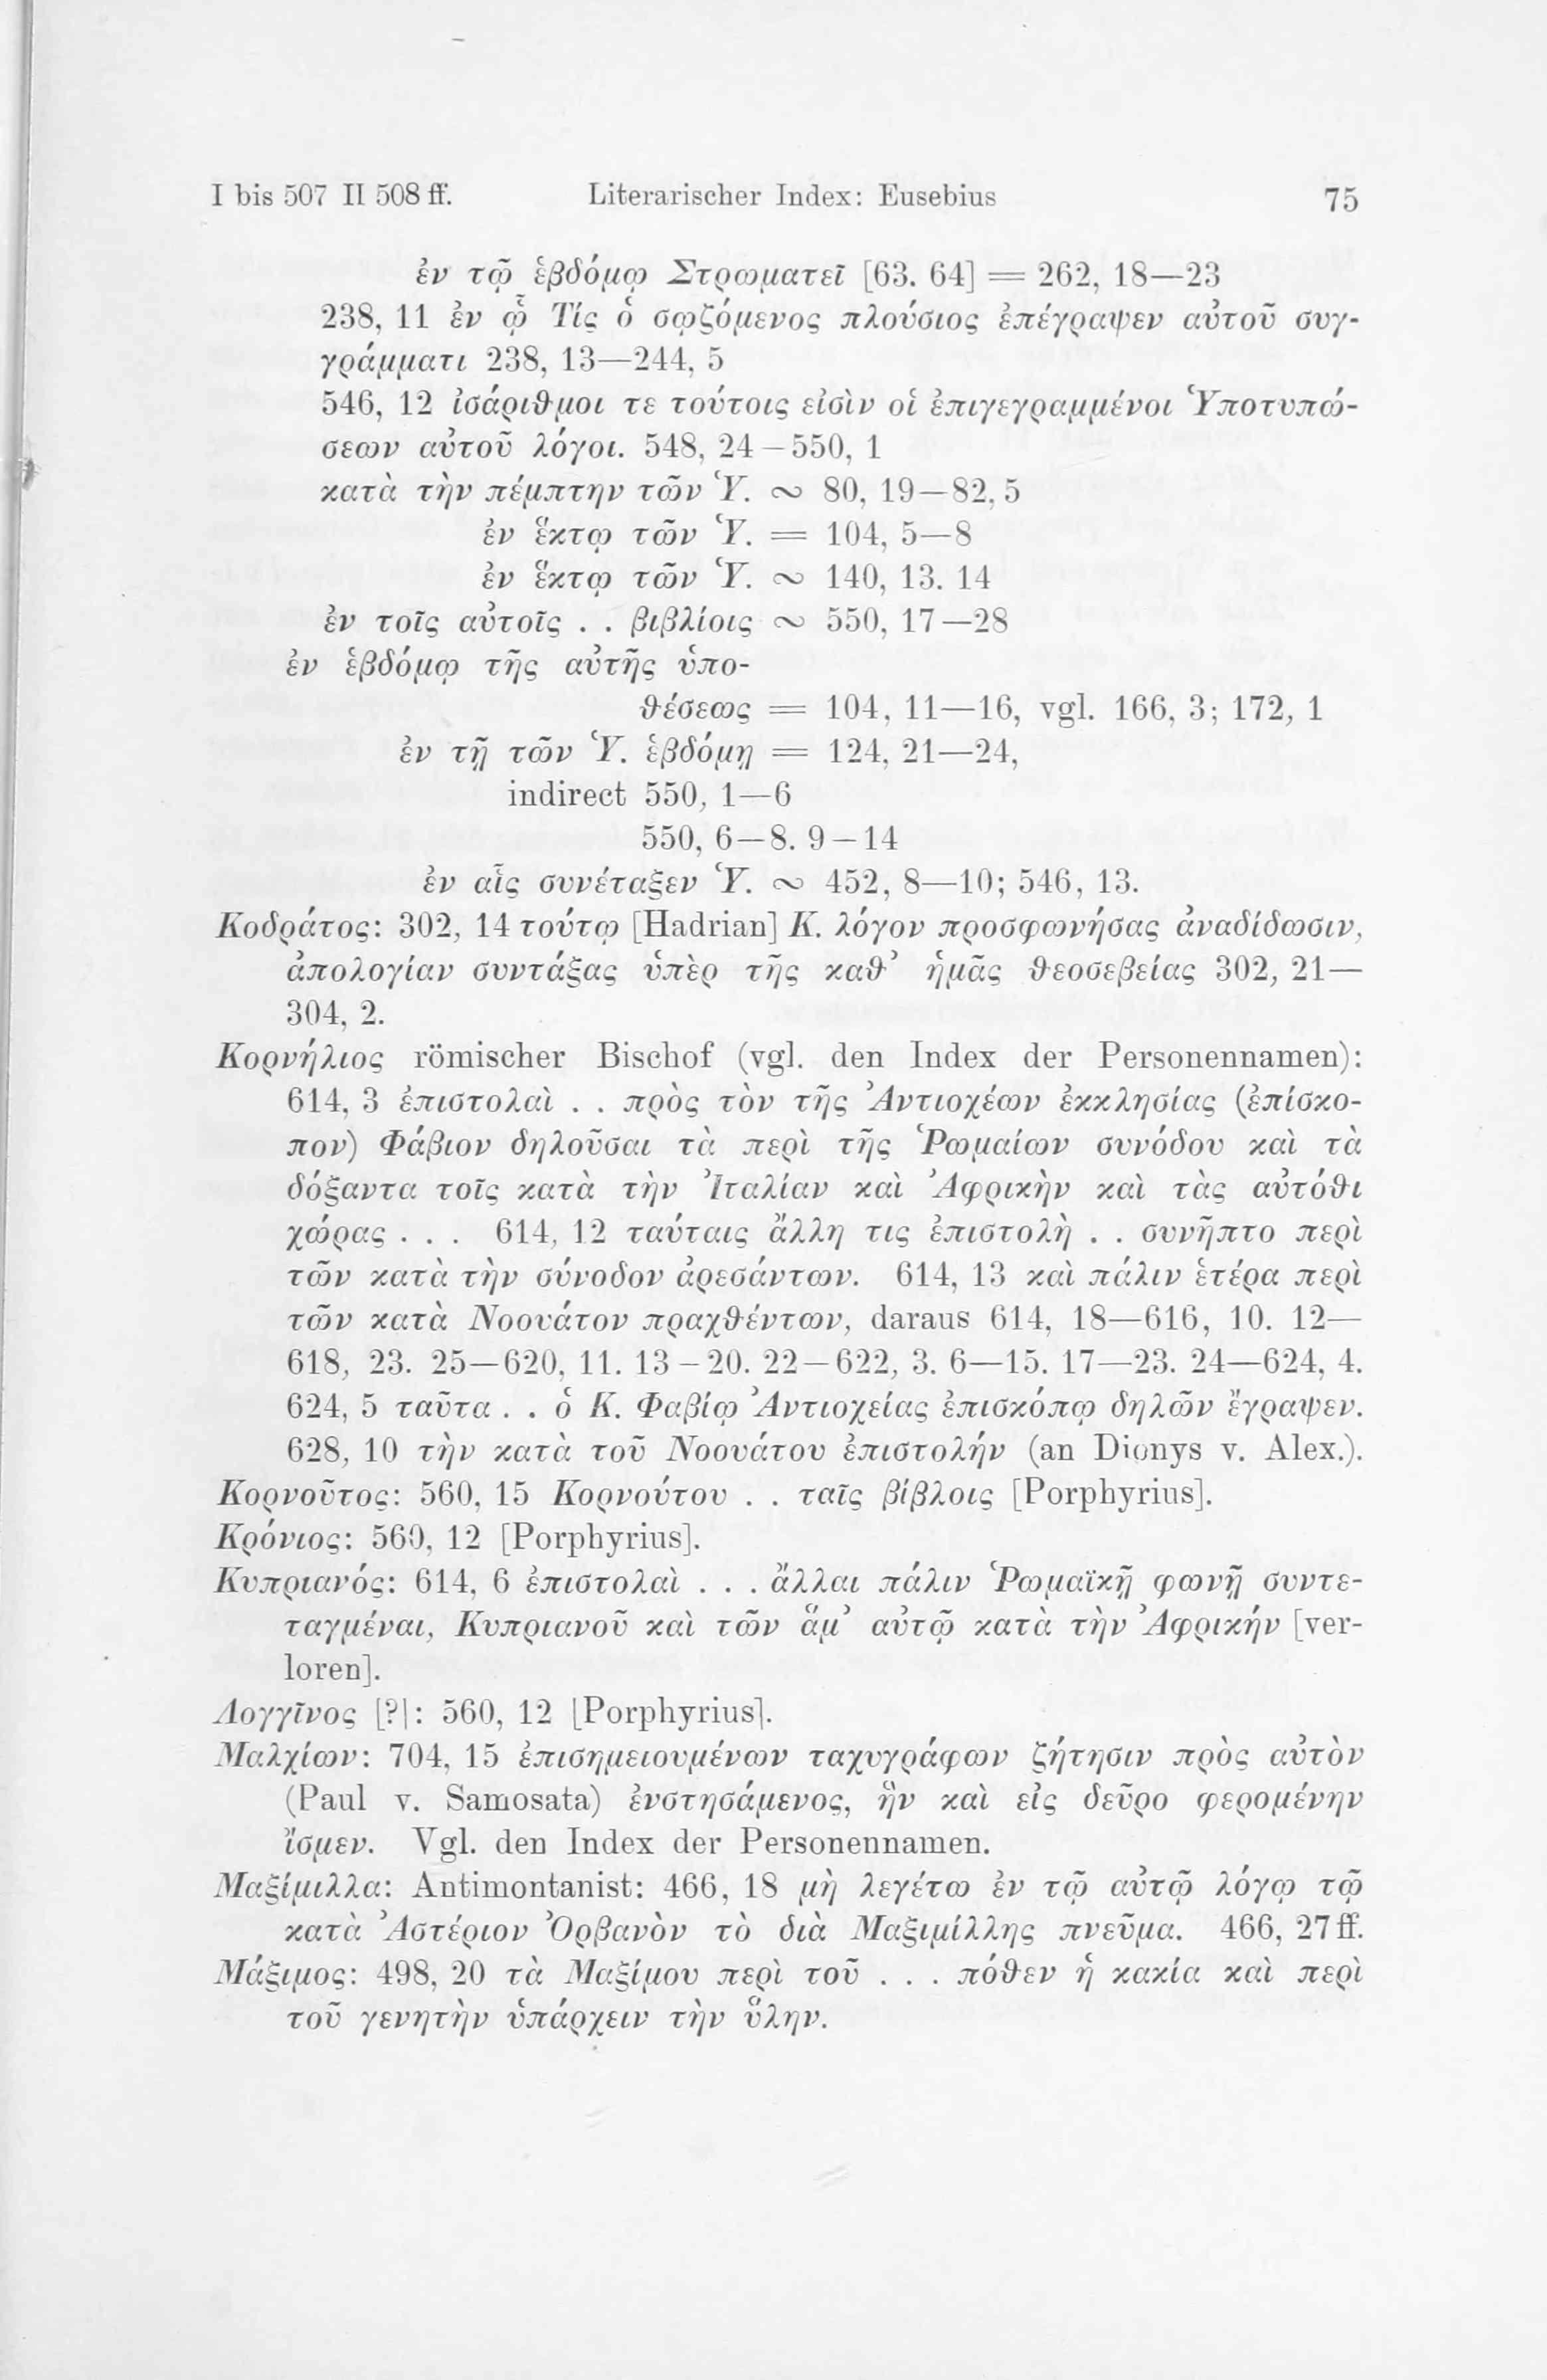 I bis 507 II 508 ff. Literarischer Index: Eusebius 75
ἐν τῷ ἑβδόμῳ Στρωματεῖ [63. 64] = 262, 18—23
238, 11 ἐν ᾧ Τίς ὁ σῳζόμενος πλούσιος ἐπέγραψεν αὐτοῦ συγ-
γράμματι 238, 13—244, 5
546, 12 ἰσάριθμοι τε τούτοις εἰσὶν οἱ ἐπιγεγραμμένοι Ὑποτυπώ-
σεων αὐτοῦ λόγοι. 548, 24—550, 1
κατὰ τὴν πέμπτην τῶν Ὑ. ∾ 80, 19—82, 5
ἐν ἕκτῳ τῶν Ὑ. = 104, 5—8
ἐν ἕκτῳ τῶν Ὑ. ∾ 140, 13. 14
ἐν τοῖς αὐτοῖς . . βιβλίοις ∾ 550, 17—28
ἐν ἑβδόμῳ τῆς αὐτῆς ὑπο-
θέσεως = 104, 11—16, vgl. 166, 3; 172, 1
ἐν τῇ τῶν Ὑ. ἑβδόμῃ = 124, 21—24,
indirect 550, 1—6
550, 6—8. 9—14
ἐν αἷς συνέταξεν Ὑ. ∾ 452, 8—10; 546, 13.
Κοδράτος: 302, 14 τούτῳ [Hadrian] Κ. λόγον προσφωνήσας ἀναδίδωσιν,
ἀπολογίαν συντάξας ὑπὲρ τῆς καθ’ ἡμᾶς θεοσεβείας 302, 21—
304, 2.
Κορνήλιος römischer Bischof (vgl. den Index der Personennamen):
614, 3 ἐπιστολαὶ . . πρὸς τὸν τῆς Ἀντιοχέων ἐκκλησίας (ἐπίσκο-
πον) Φάβιον δηλοῦσαι τὰ περὶ τῆς Ῥωμαίων συνόδου καὶ τὰ
δόξαντα τοῖς κατὰ τὴν Ἰταλίαν καὶ Ἀφρικὴν καὶ τὰς αὐτόθι
χώρας . . . 614, 12 ταύταις ἄλλη τις ἐπιστολὴ . . συνῆπτο περὶ
τῶν κατὰ τὴν σύνοδον ἀρεσάντων. 614, 13 καὶ πάλιν ἑτέρα περὶ
τῶν κατὰ Νοουάτον πραχθέντων, daraus 614, 18—616, 10. 12—
618, 23. 25—620, 11. 13—20. 22—622, 3. 6—15. 17—23. 24—624, 4.
624, 5 ταῦτα . . ὁ Κ. Φαβίῳ Ἀντιοχείας ἐπισκόπῳ δηλῶν ἔγραψεν.
628, 10 τὴν κατὰ τοῦ Νοουάτου ἐπιστολήν (an Dionys v. Alex.).
Κορνοῦτος: 560, 15 Κορνούτου . . ταῖς βίβλοις [Porphyrius].
Κρόνιος: 560, 12 [Porphyrius].
Κυπριανός: 614, 6 ἐπιστολαὶ . . . ἄλλαι πάλιν Ῥωμαϊκῇ φωνῇ συντε-
ταγμέναι, Κυπριανοῦ καὶ τῶν ἅμ’ αὐτῷ κατὰ τὴν Ἀφρικήν [ver-
loren].
Λογγῖνος [?]: 560, 12 [Porphyrius].
Μαλχίων: 704, 15 ἐπισημειουμένων ταχυγράφων ζήτησιν πρὸς αὐτὸν
(Paul v. Samosata) ἐνστησάμενος, ἣν καὶ εἰς δεῦρο φερομένην
ἴσμεν. Vgl. den Index der Personennamen.
Μαξίμιλλα: Antimontanist: 466, 18 μὴ λεγέτω ἐν τῷ αὐτῷ λόγῳ τῷ
κατὰ Ἀστέριον Ὀρβανὸν τὸ διὰ Μαξιμίλλης πνεῦμα. 466, 27 ff.
Μάξιμος: 498, 20 τὰ Μαξίμου περὶ τοῦ . . . πόθεν ἡ κακία καὶ περὶ
τοῦ γενητὴν ὑπάρχειν τὴν ὕλην.